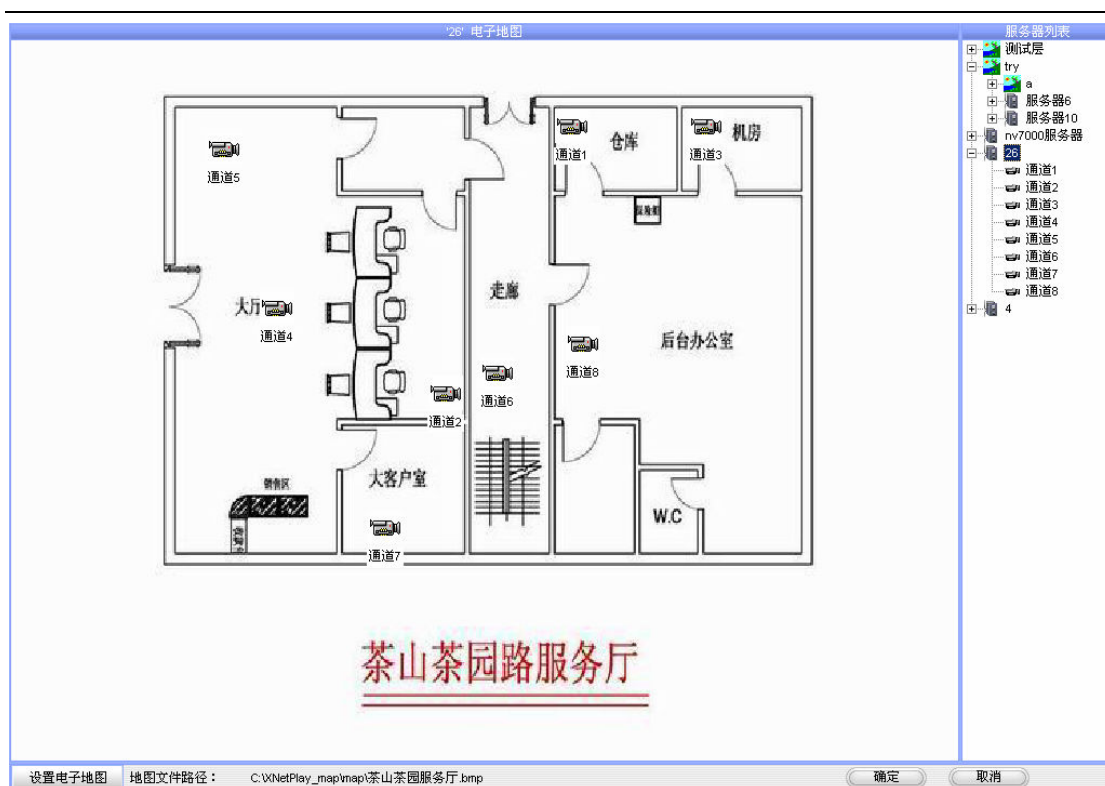 '26' 电子地图
服务器列表
测试层
try
a
服务器6
服务器10
nv7000服务器
26
通道1
通道2
通道3
通道4
通道5
通道6
通道7
通道8
4
通道5
通道1
仓库
通道3
机房
保险柜
走廊
大厅
通道4
后台办公室
通道8
通道6
通道2
大客户室
销售区
W.C
通道7
茶山茶园路服务厅
设置电子地图
地图文件路径：
C:\XNetPlay_map\map\茶山茶园服务厅.bmp
确定
取消